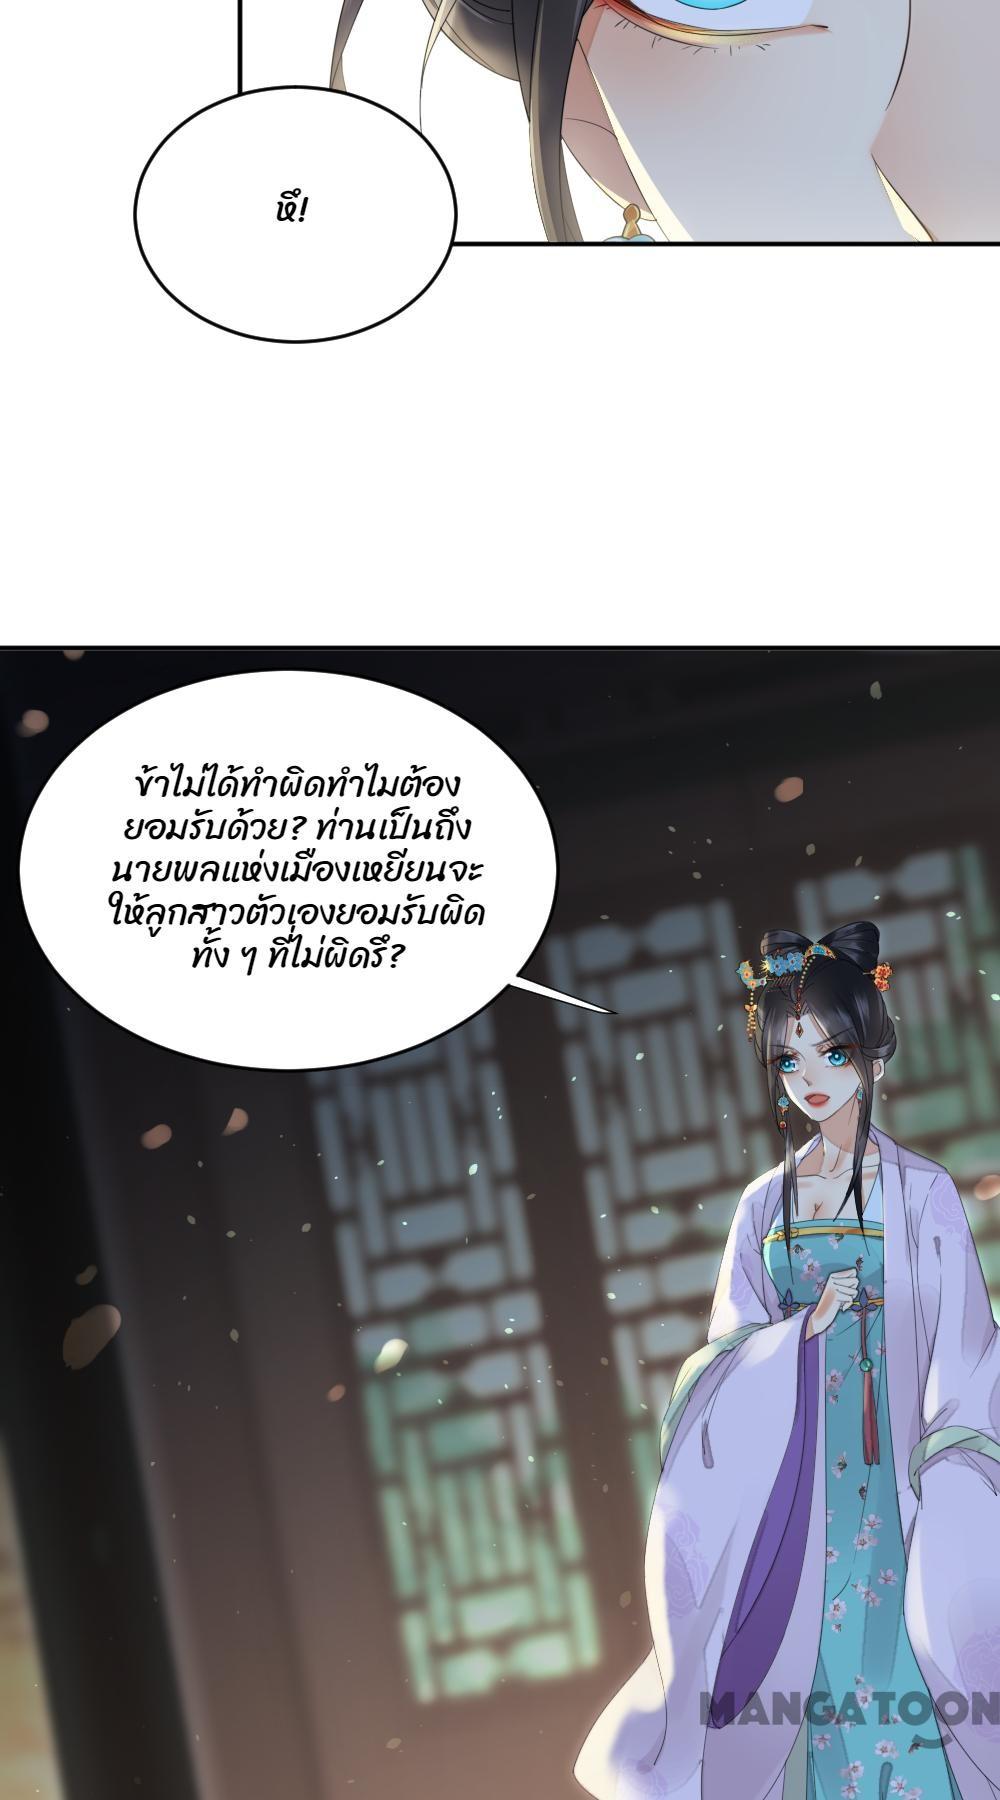 หึ!
ข้าไม่ได้ทำผิดทำไมต้อง
ยอมรับด้วย? ท่านเป็นถึง
นายพลแห่งเมืองเหยียนจะ
ให้ลูกสาวตัวเองยอมรับผิด
ทั้ง ๆ ที่ไม่ผิดรึ?
MANGATOON